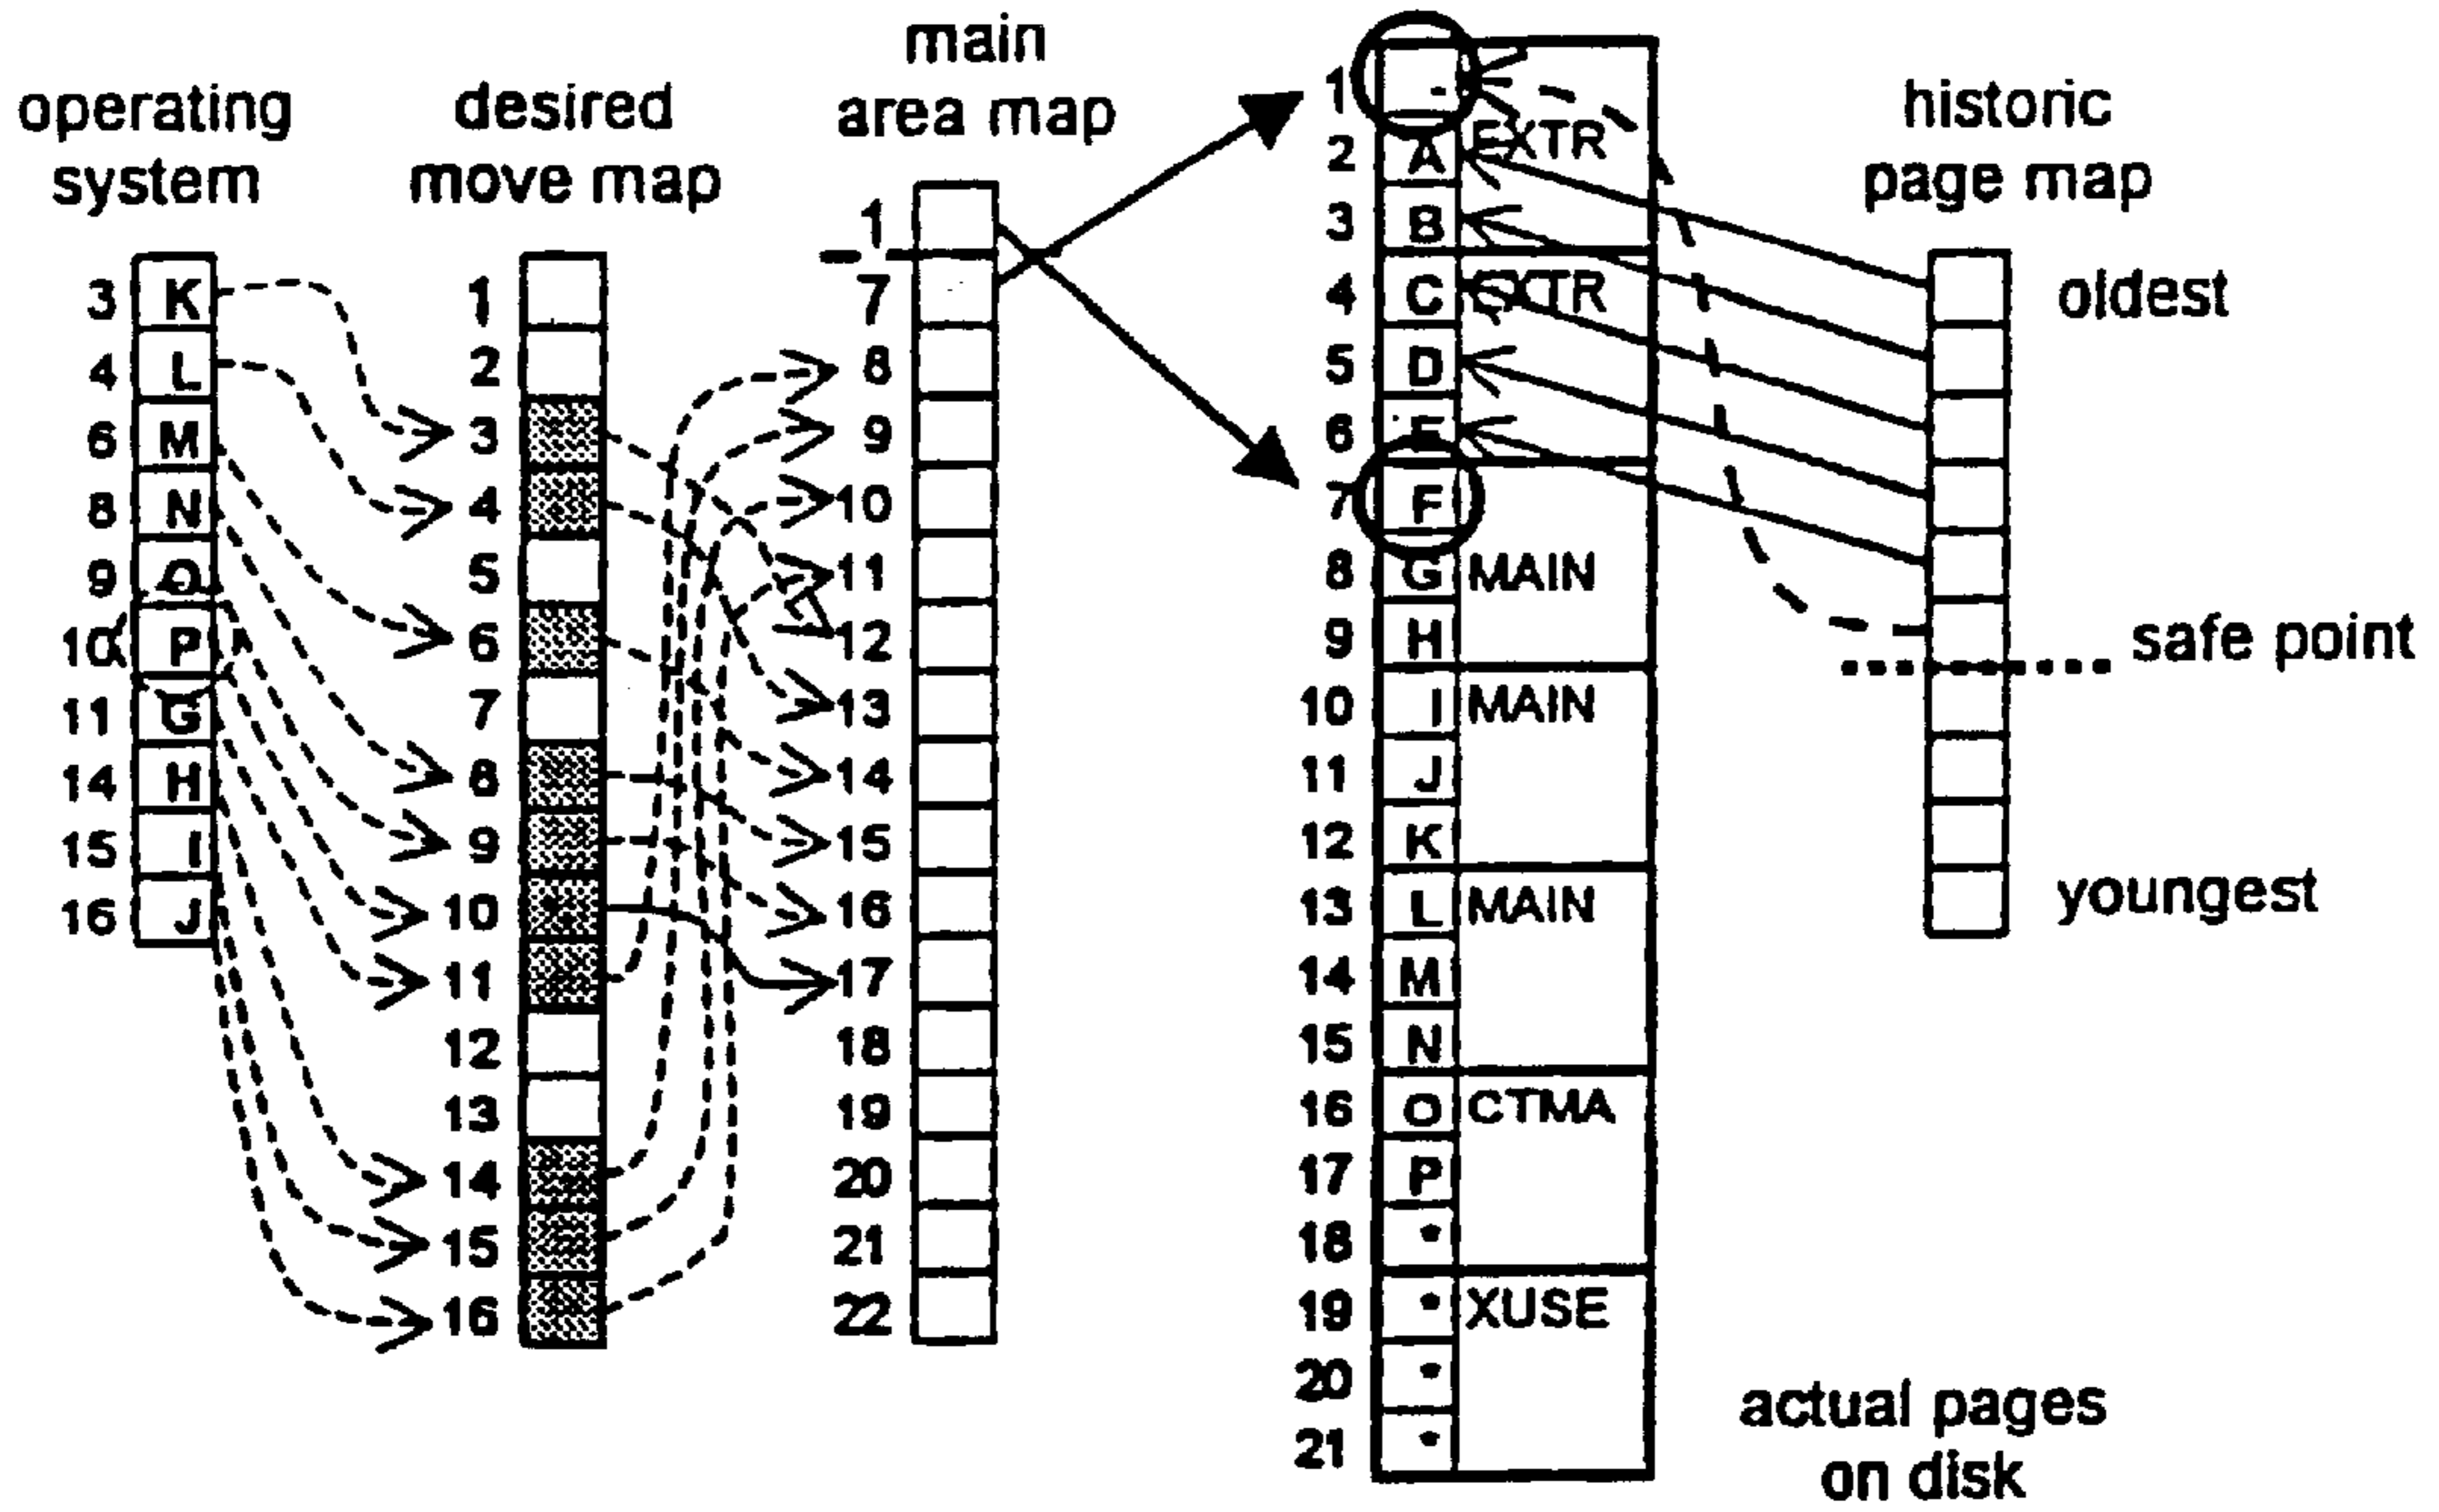 operating
system
3 K
4 L
6 M
8 N
9 O
10 P
11 G
14 H
15 I
16 J
desired
move map
1
2
3
4
5
6
7
8
9
10
11
12
13
14
15
16
main
area map
1
7
8
9
10
11
12
13
14
15
16
17
18
19
20
21
22
1 -
2 A EXTR
3 B
4 C EXTR
5 D
6 E
7 F
8 G MAIN
9 H
10 I MAIN
11 J
12 K
13 L MAIN
14 M
15 N
16 O CTMA
17 P
18 *
19 * XUSE
20 *
21 *
actual pages
on disk
historic
page map
oldest
safe point
youngest